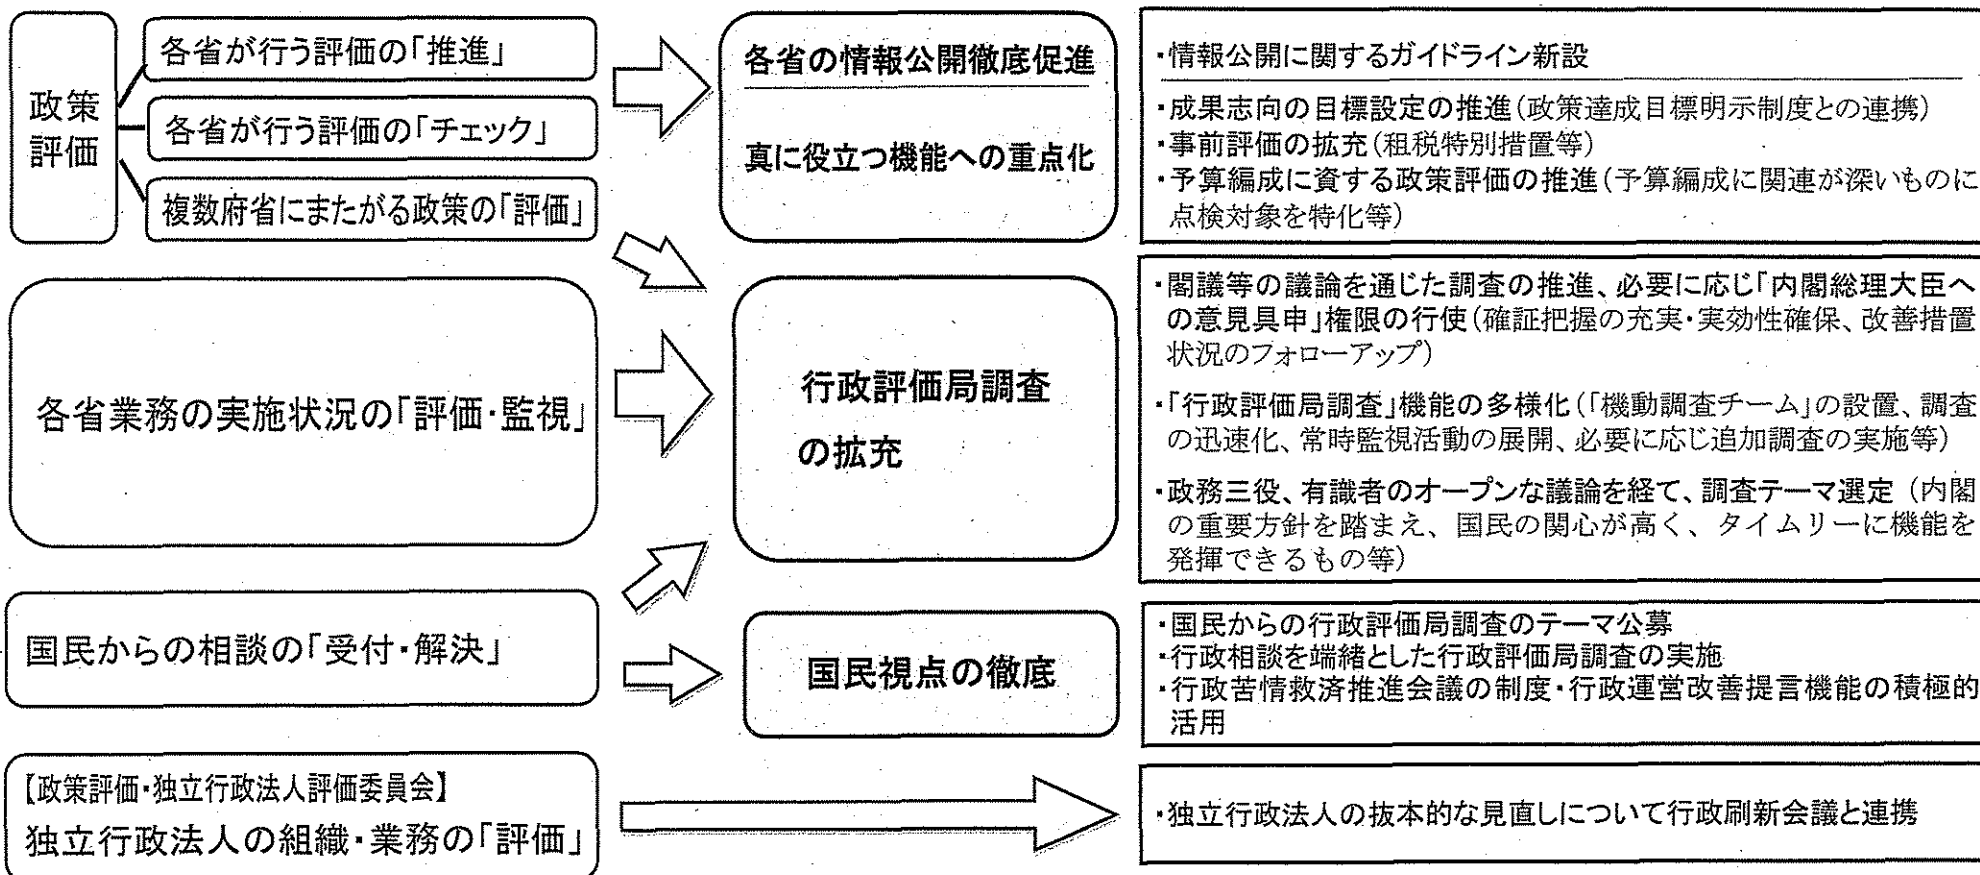 政策
評価
各省が行う評価の「推進」
各省が行う評価の「チェック」
複数府省にまたがる政策の「評価」
各省の情報公開徹底促進
真に役立つ機能への重点化
・情報公開に関するガイドライン新設
・成果志向の目標設定の推進(政策達成目標明示制度との連携)
・事前評価の拡充(租税特別措置等)
・予算編成に資する政策評価の推進(予算編成に関連が深いものに
点検対象を特化等)
各省業務の実施状況の「評価・監視」
行政評価局調査
の拡充
・閣議等の議論を通じた調査の推進、必要に応じ「内閣総理大臣へ
の意見具申」権限の行使(確証把握の充実・実効性確保、改善措置
状況のフォローアップ)
・「行政評価局調査」機能の多様化(「機動調査チーム」の設置、調査
の迅速化、常時監視活動の展開、必要に応じ追加調査の実施等)
・政務三役、有識者のオープンな議論を経て、調査テーマ選定(内閣
の重要方針を踏まえ、国民の関心が高く、タイムリーに機能を
発揮できるもの等)
国民からの相談の「受付・解決」
国民視点の徹底
・国民からの行政評価局調査のテーマ公募
・行政相談を端緒とした行政評価局調査の実施
・行政苦情救済推進会議の制度・行政運営改善提言機能の積極的
活用
【政策評価・独立行政法人評価委員会】
独立行政法人の組織・業務の「評価」
・独立行政法人の抜本的な見直しについて行政刷新会議と連携